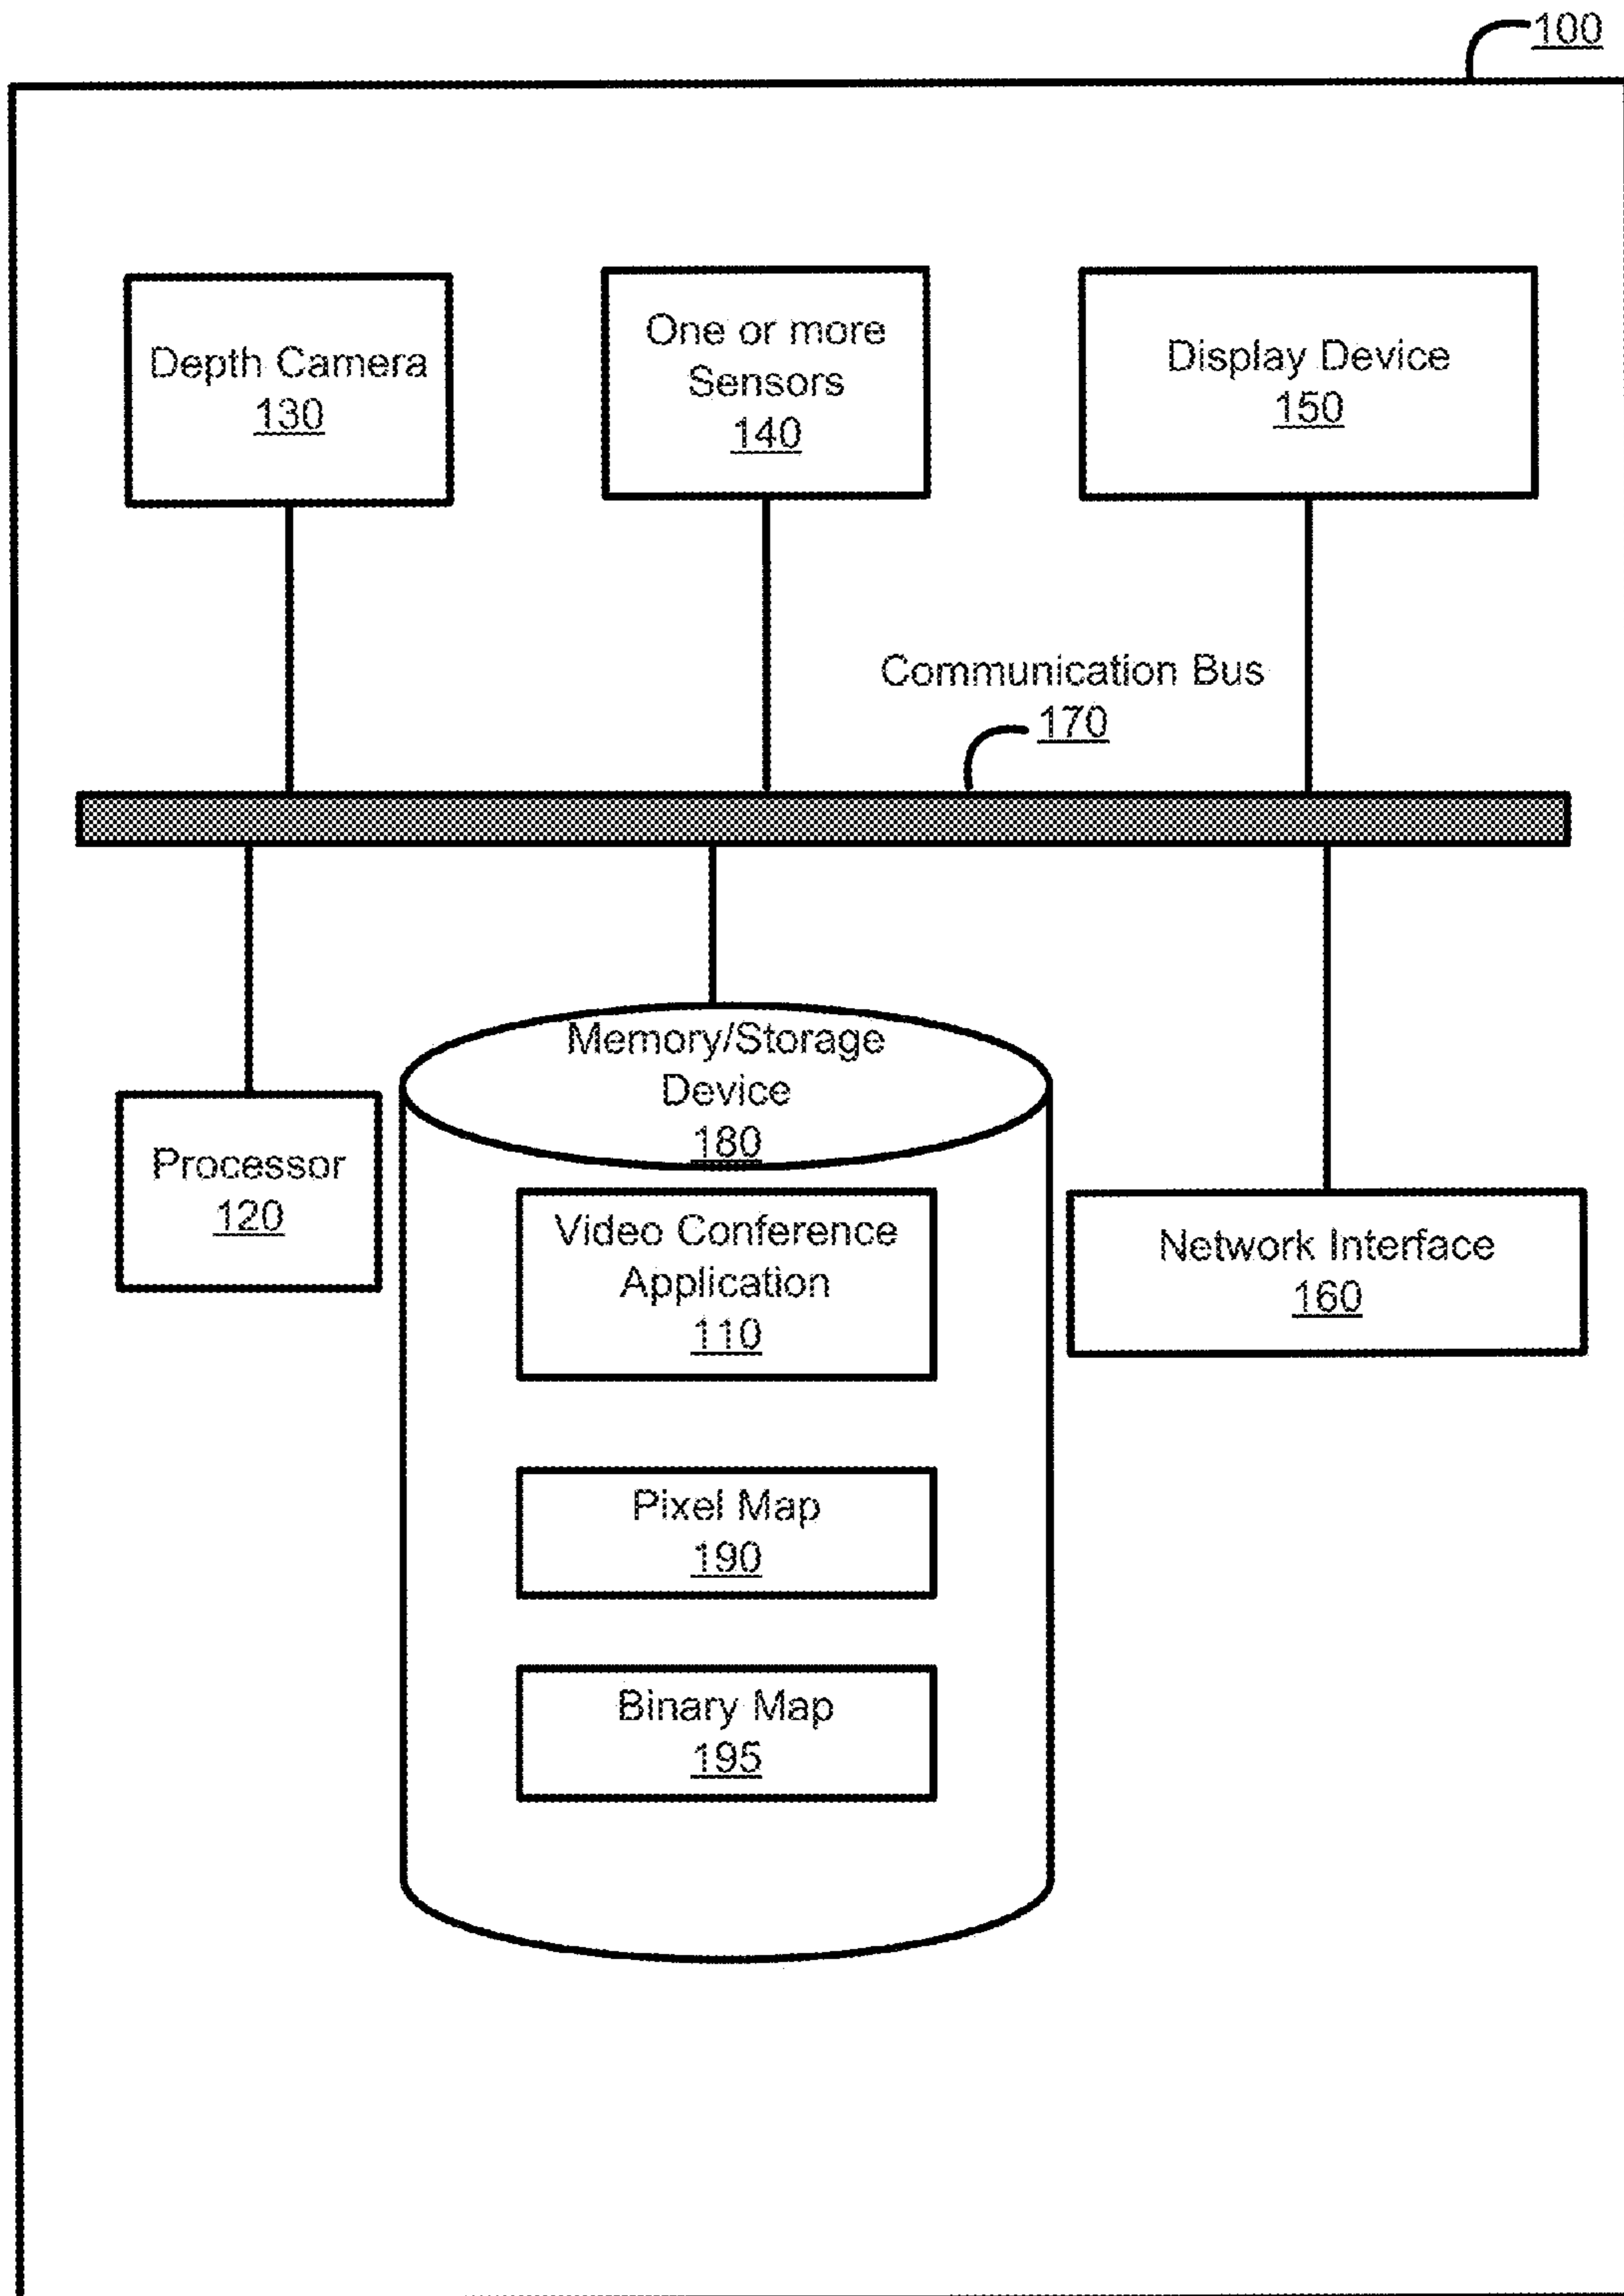 100
Depth Camera
130
One or more
Sensors
140
Display Device
150
Communication Bus
170
Memory/Storage
Device
180
Processor
120
Video Conference
Application
110
Network Interface
160
Pixel Map
190
Binary Map
195